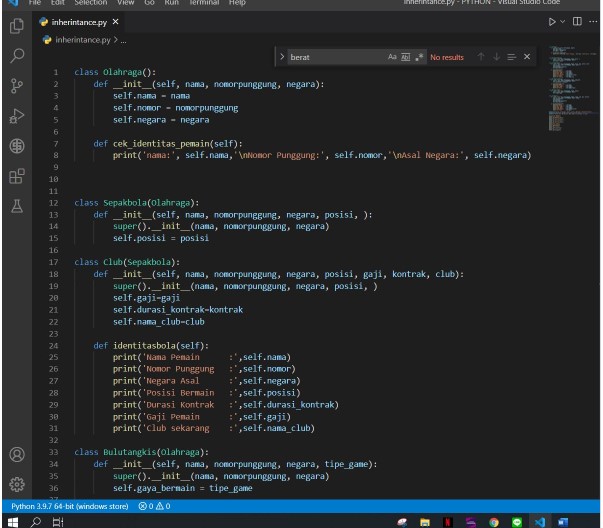 File Edit Selection View Go Run Terminal Help inherintance.py - PYTHON - Visual Studio Code
inherintance.py ×
inherintance.py > ...
> berat Aa ab .* No results
1 class Olahraga():
2 def __init__(self, nama, nomorpunggung, negara):
3 self.nama = nama
4 self.nomor = nomorpunggung
5 self.negara = negara
6
7 def cek_identitas_pemain(self):
8 print('nama:', self.nama,'\nNomor Punggung:', self.nomor,'\nAsal Negara:', self.negara)
9
10
11
12 class Sepakbola(Olahraga):
13 def __init__(self, nama, nomorpunggung, negara, posisi, ):
14 super().__init__(nama, nomorpunggung, negara)
15 self.posisi = posisi
16
17 class Club(Sepakbola):
18 def __init__(self, nama, nomorpunggung, negara, posisi, gaji, kontrak, club):
19 super().__init__(nama, nomorpunggung, negara, posisi, )
20 self.gaji=gaji
21 self.durasi_kontrak=kontrak
22 self.nama_club=club
23
24 def identitasbola(self):
25 print('Nama Pemain :',self.nama)
26 print('Nomor Punggung :',self.nomor)
27 print('Negara Asal :',self.negara)
28 print('Posisi Bermain :',self.posisi)
29 print('Durasi Kontrak :',self.durasi_kontrak)
30 print('Gaji Pemain :',self.gaji)
31 print('Club sekarang :',self.nama_club)
32
33 class Bulutangkis(Olahraga):
34 def __init__(self, nama, nomorpunggung, negara, tipe_game):
35 super().__init__(nama, nomorpunggung, negara)
36 self.gaya_bermain = tipe_game
37
Python 3.9.7 64-bit (windows store) 0 0